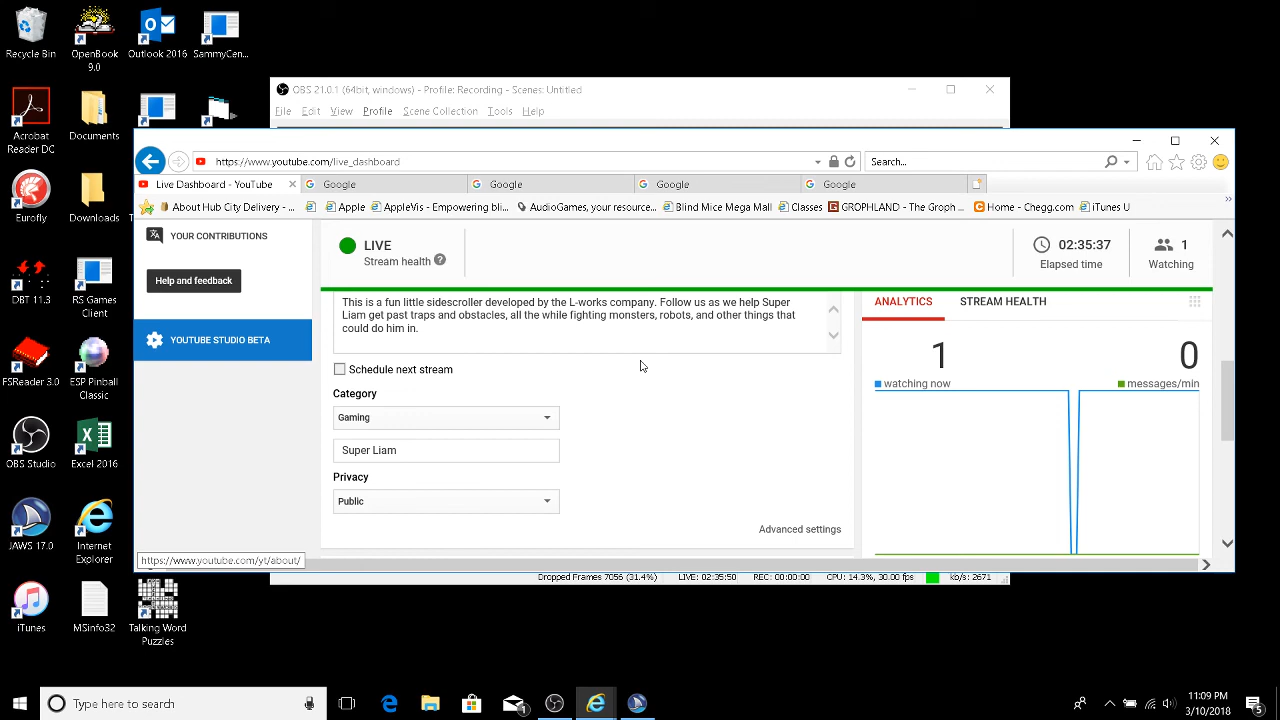 Recycle Bin
OpenBook
9.0
Outlook 2016
SammyCen...
OBS 21.0.1 (64bit, windows) - Profile: Recording - Scenes: Untitled
File Edit View Profile Scene Collection Tools Help
Acrobat
Reader DC
Documents
https://www.youtube.com/live_dashboard
Search...
Live Dashboard - YouTube
Google
Google
Google
Google
About Hub City Delivery - ...
Apple
AppleVis - Empowering bli...
AudioGames, your resource...
Blind Mice Mega Mall
Classes
GROPHLAND - The Groph ...
Home - Chegg.com
iTunes U
Eurofly
Downloads
YOUR CONTRIBUTIONS
Help and feedback
YOUTUBE STUDIO BETA
LIVE
Stream health
02:35:37
Elapsed time
1
Watching
DBT 11.3
RS Games
Client
This is a fun little sidescroller developed by the L-works company. Follow us as we help Super
Liam get past traps and obstacles, all the while fighting monsters, robots, and other things that
could do him in.
Schedule next stream
Category
Gaming
Super Liam
Privacy
Public
Advanced settings
ANALYTICS
STREAM HEALTH
1
watching now
0
messages/min
FSReader 3.0
ESP Pinball
Classic
OBS Studio
Excel 2016
JAWS 17.0
Internet
Explorer
https://www.youtube.com/yt/about/
Dropped Frames 7056 (31.4%)
LIVE: 02:35:50
REC: 00:00:00
CPU: 14.3%, 30.00 fps
kb/s: 2671
iTunes
MSinfo32
Talking Word
Puzzles
Type here to search
11:09 PM
3/10/2018
5